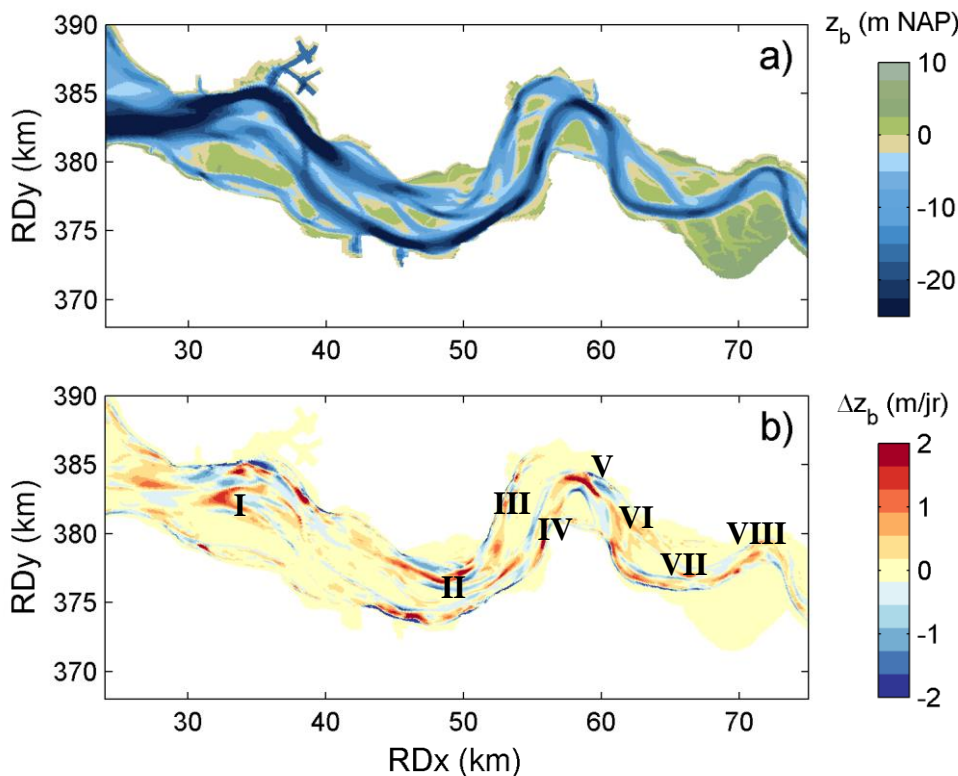 390
385
380
375
370
RDy (km)
30
40
50
60
70
a)
z_b (m NAP)
10
0
-10
-20
390
385
380
375
370
RDy (km)
30
40
50
60
70
RDx (km)
b)
I
II
III
IV
V
VI
VII
VIII
Δz_b (m/jr)
2
1
0
-1
-2